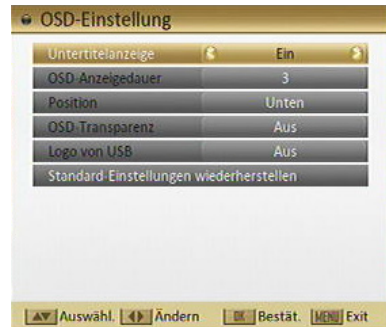 OSD-Einstellung
Untertitelanzeige Ein
OSD-Anzeigedauer 3
Position Unten
OSD-Transparenz Aus
Logo von USB Aus
Standard-Einstellungen wiederherstellen
Auswähl. Ändern OK Bestät. MENU Exit